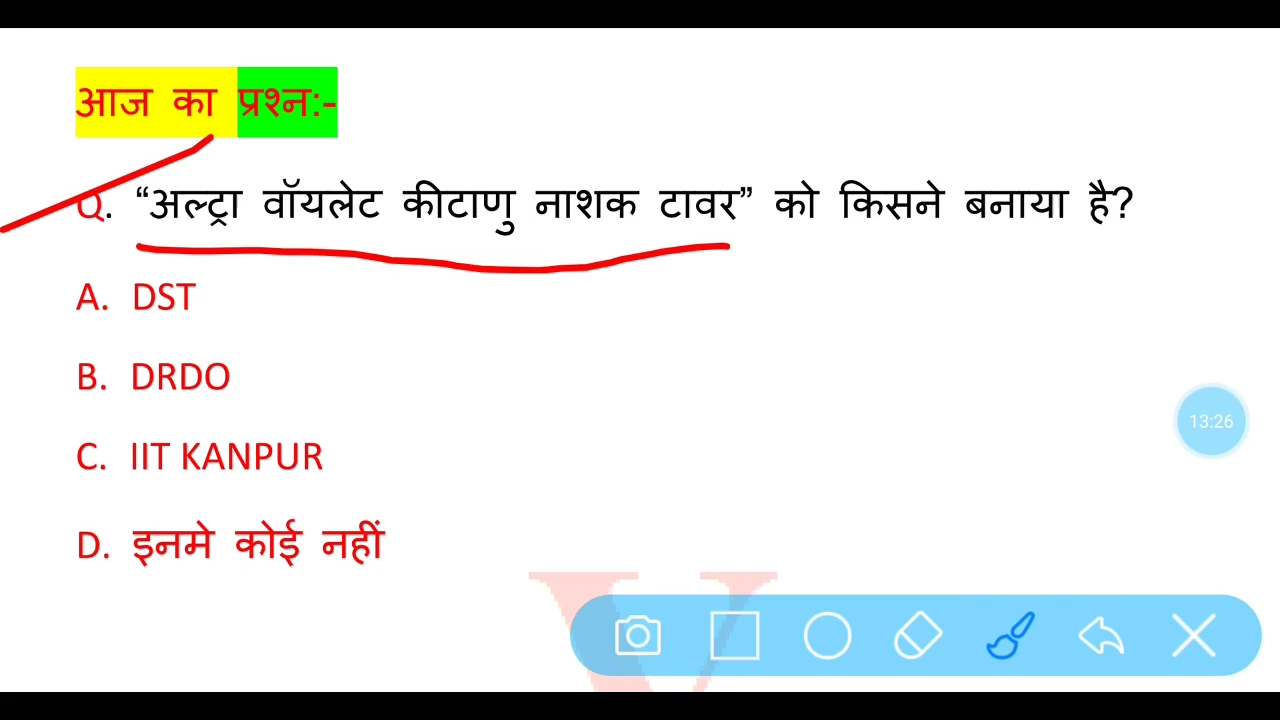 आज का प्रश्न:-
Q. “अल्ट्रा वॉयलेट कीटाणु नाशक टावर” को किसने बनाया है?
A. DST
B. DRDO
13:26
C. IIT KANPUR
D. इनमे कोई नहीं
V